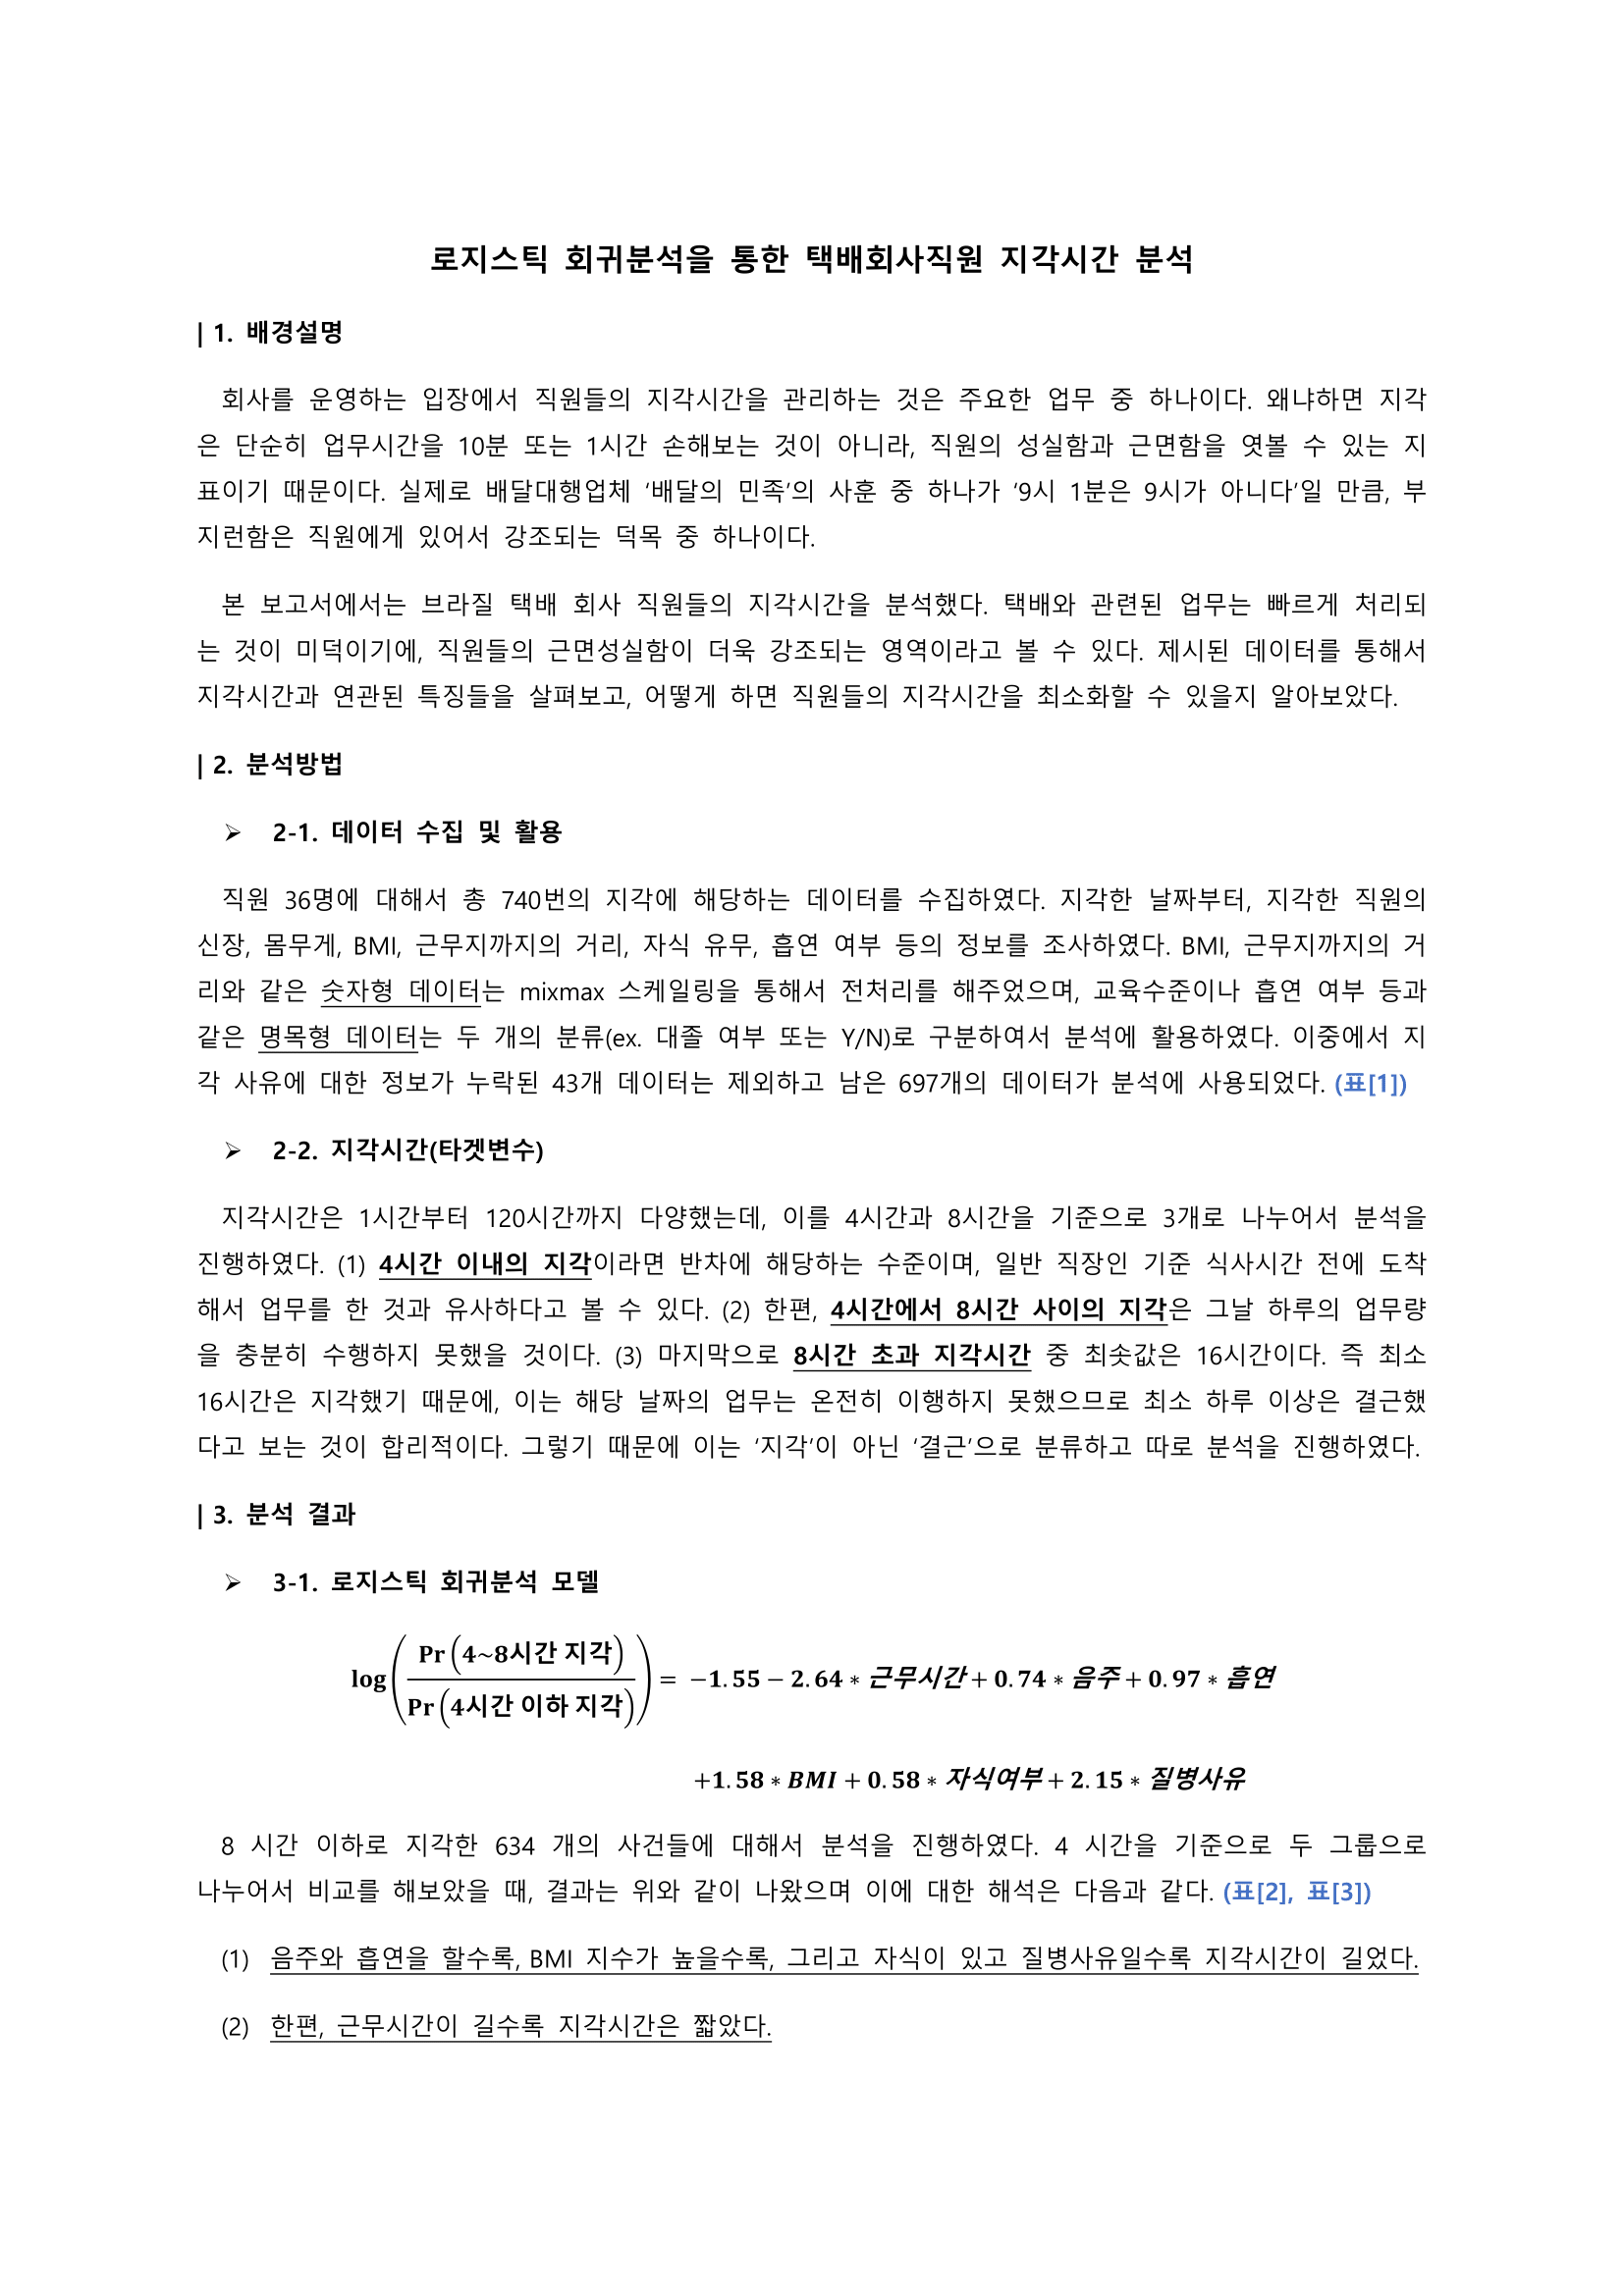 로지스틱 회귀분석을 통한 택배회사직원 지각시간 분석
| 1. 배경설명
회사를 운영하는 입장에서 직원들의 지각시간을 관리하는 것은 주요한 업무 중 하나이다. 왜냐하면 지각
은 단순히 업무시간을 10분 또는 1시간 손해보는 것이 아니라, 직원의 성실함과 근면함을 엿볼 수 있는 지
표이기 때문이다. 실제로 배달대행업체 ‘배달의 민족’의 사훈 중 하나가 ‘9시 1분은 9시가 아니다’일 만큼, 부
지런함은 직원에게 있어서 강조되는 덕목 중 하나이다.
본 보고서에서는 브라질 택배 회사 직원들의 지각시간을 분석했다. 택배와 관련된 업무는 빠르게 처리되
는 것이 미덕이기에, 직원들의 근면성실함이 더욱 강조되는 영역이라고 볼 수 있다. 제시된 데이터를 통해서
지각시간과 연관된 특징들을 살펴보고, 어떻게 하면 직원들의 지각시간을 최소화할 수 있을지 알아보았다.
| 2. 분석방법
➢ 2-1. 데이터 수집 및 활용
직원 36명에 대해서 총 740번의 지각에 해당하는 데이터를 수집하였다. 지각한 날짜부터, 지각한 직원의
신장, 몸무게, BMI, 근무지까지의 거리, 자식 유무, 흡연 여부 등의 정보를 조사하였다. BMI, 근무지까지의 거
리와 같은 숫자형 데이터는 mixmax 스케일링을 통해서 전처리를 해주었으며, 교육수준이나 흡연 여부 등과
같은 명목형 데이터는 두 개의 분류(ex. 대졸 여부 또는 Y/N)로 구분하여서 분석에 활용하였다. 이중에서 지
각 사유에 대한 정보가 누락된 43개 데이터는 제외하고 남은 697개의 데이터가 분석에 사용되었다. (표[1])
➢ 2-2. 지각시간(타겟변수)
지각시간은 1시간부터 120시간까지 다양했는데, 이를 4시간과 8시간을 기준으로 3개로 나누어서 분석을
진행하였다. (1) 4시간 이내의 지각이라면 반차에 해당하는 수준이며, 일반 직장인 기준 식사시간 전에 도착
해서 업무를 한 것과 유사하다고 볼 수 있다. (2) 한편, 4시간에서 8시간 사이의 지각은 그날 하루의 업무량
을 충분히 수행하지 못했을 것이다. (3) 마지막으로 8시간 초과 지각시간 중 최솟값은 16시간이다. 즉 최소
16시간은 지각했기 때문에, 이는 해당 날짜의 업무는 온전히 이행하지 못했으므로 최소 하루 이상은 결근했
다고 보는 것이 합리적이다. 그렇기 때문에 이는 ‘지각’이 아닌 ‘결근’으로 분류하고 따로 분석을 진행하였다.
| 3. 분석 결과
➢ 3-1. 로지스틱 회귀분석 모델
log(Pr(4~8시간 지각) / Pr(4시간 이하 지각)) = −1.55 − 2.64 * 근무시간 + 0.74 * 음주 + 0.97 * 흡연
+1.58 * BMI + 0.58 * 자식여부 + 2.15 * 질병사유
8 시간 이하로 지각한 634 개의 사건들에 대해서 분석을 진행하였다. 4 시간을 기준으로 두 그룹으로
나누어서 비교를 해보았을 때, 결과는 위와 같이 나왔으며 이에 대한 해석은 다음과 같다. (표[2], 표[3])
(1) 음주와 흡연을 할수록, BMI 지수가 높을수록, 그리고 자식이 있고 질병사유일수록 지각시간이 길었다.
(2) 한편, 근무시간이 길수록 지각시간은 짧았다.